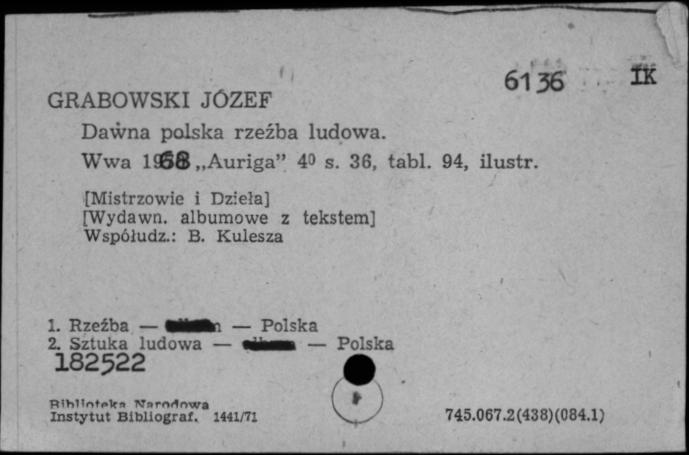 6136 IK
GRABOWSKI JÓZEF
Dawna polska rzeźba ludowa.
Wwa 1968 „Auriga” 4⁰ s. 36, tabl. 94, ilustr.
[Mistrzowie i Dzieła]
[Wydawn. albumowe z tekstem]
Współudz.: B. Kulesza
1. Rzeźba — — Polska
2. Sztuka ludowa — — Polska
182522
Biblioteka Narodowa
Instytut Bibliograf. 1441/71 745.067.2(438)(084.1)